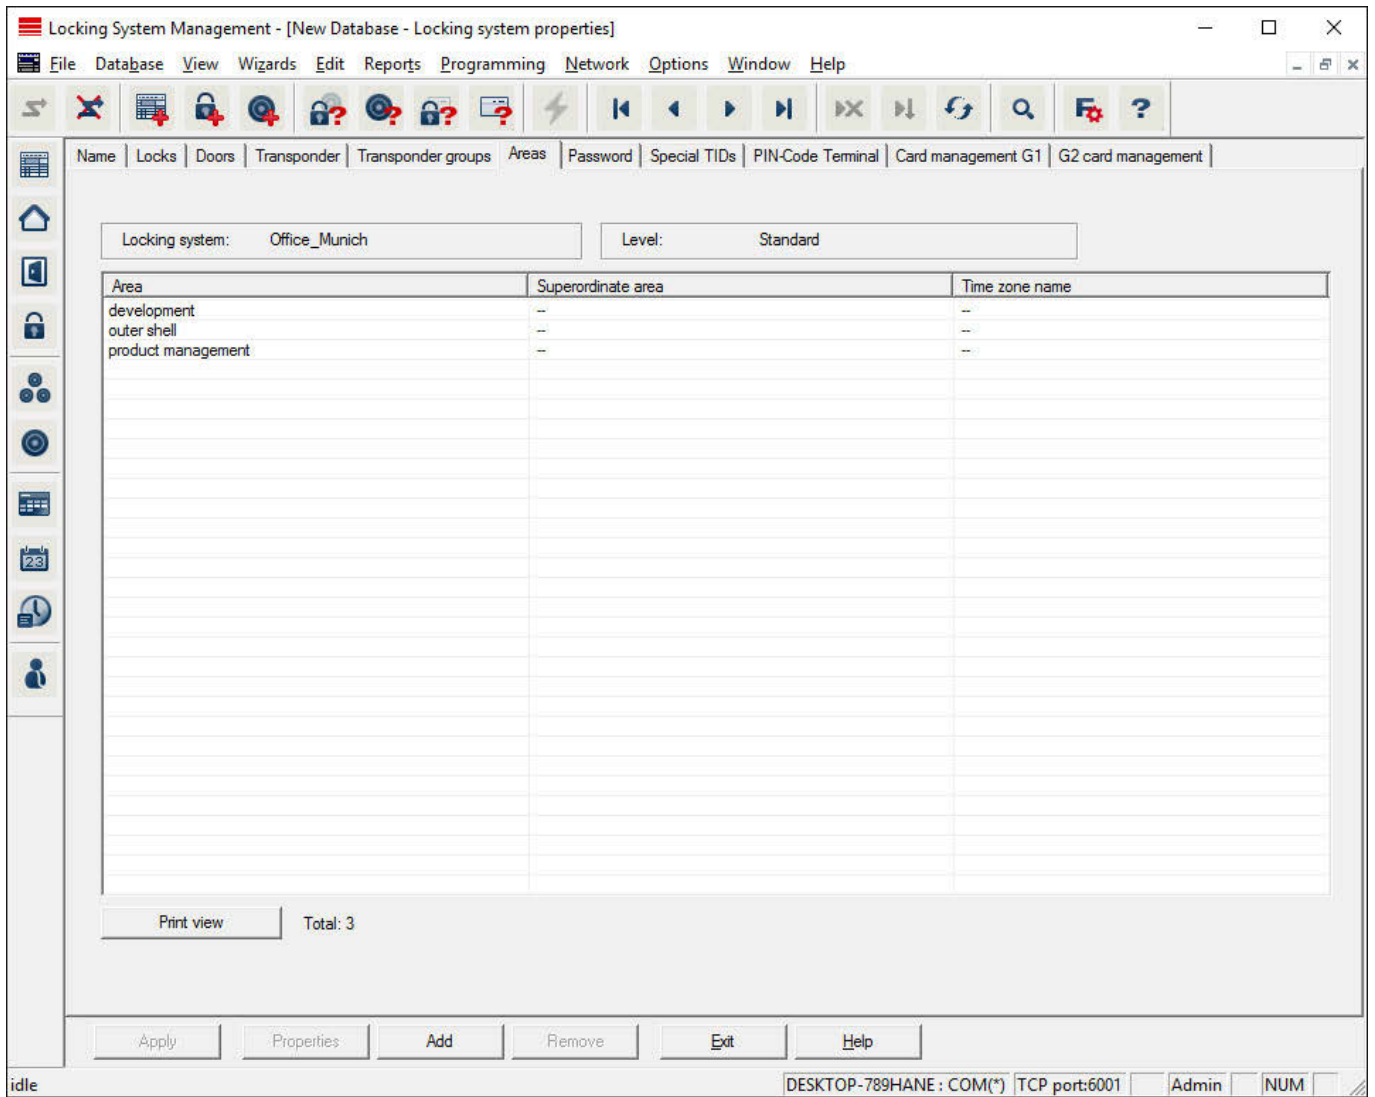 Locking System Management - [New Database - Locking system properties]
File Database View Wizards Edit Reports Programming Network Options Window Help
Name Locks Doors Transponder Transponder groups Areas Password Special TIDs PIN-Code Terminal Card management G1 G2 card management
Locking system: Office_Munich Level: Standard
Area Superordinate area Time zone name
development -- --
outer shell -- --
product management -- --
23
Print view Total: 3
Apply Properties Add Remove Exit Help
idle DESKTOP-789HANE : COM(*) TCP port:6001 Admin NUM